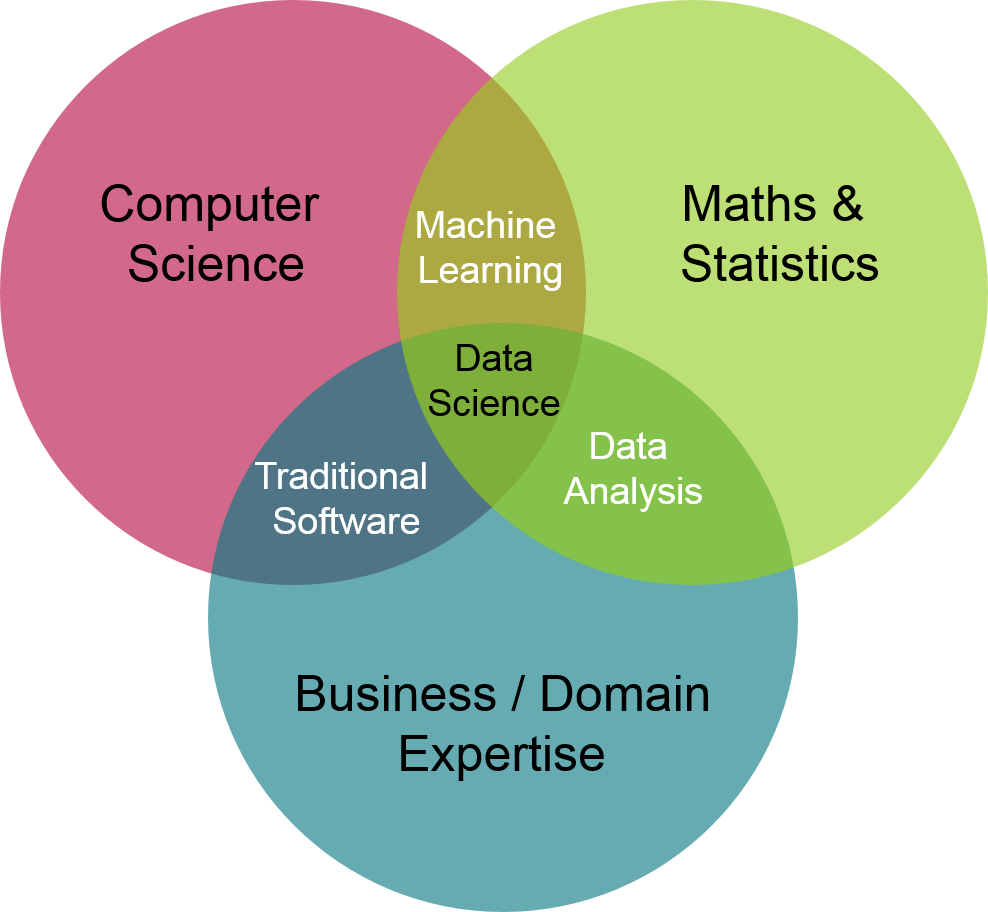 Computer
Science
Maths &
Statistics
Machine
Learning
Data
Science
Traditional
Software
Data
Analysis
Business / Domain
Expertise